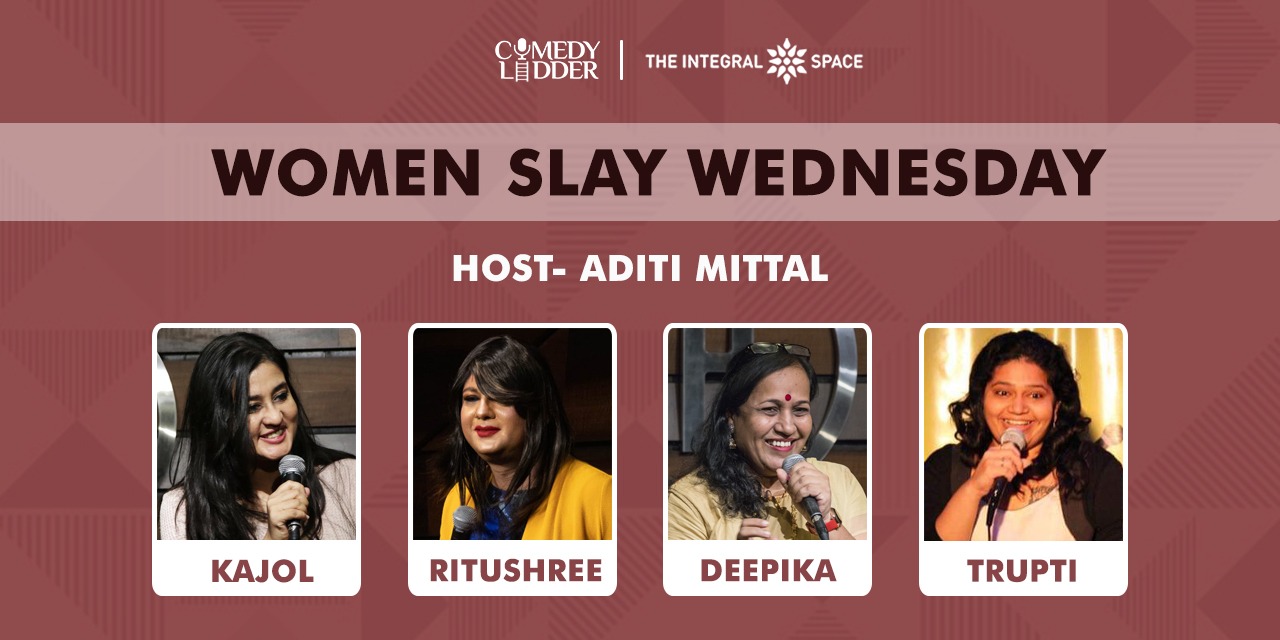 COMEDY
LADDER
THE INTEGRAL SPACE
WOMEN SLAY WEDNESDAY
HOST- ADITI MITTAL
KAJOL
RITUSHREE
DEEPIKA
TRUPTI